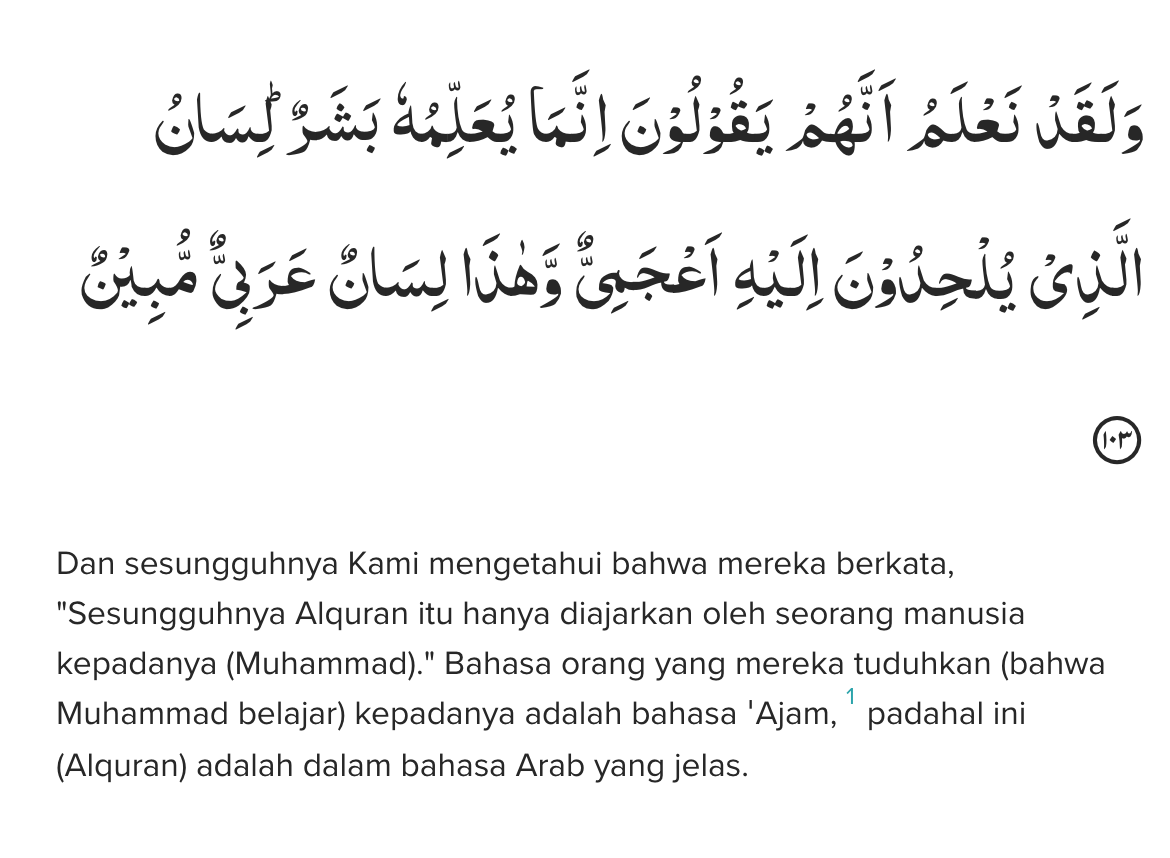 وَلَقَدْ نَعْلَمُ اَنَّهُمْ يَقُوْلُوْنَ اِنَّمَا يُعَلِّمُهٗ بَشَرٌۗ لِسَانُ
الَّذِيْ يُلْحِدُوْنَ اِلَيْهِ اَعْجَمِيٌّ وَّهٰذَا لِسَانٌ عَرَبِيٌّ مُّبِيْنٌ
١٠٣
Dan sesungguhnya Kami mengetahui bahwa mereka berkata,
"Sesungguhnya Alquran itu hanya diajarkan oleh seorang manusia
kepadanya (Muhammad)." Bahasa orang yang mereka tuduhkan (bahwa
Muhammad belajar) kepadanya adalah bahasa 'Ajam, 1 padahal ini
(Alquran) adalah dalam bahasa Arab yang jelas.